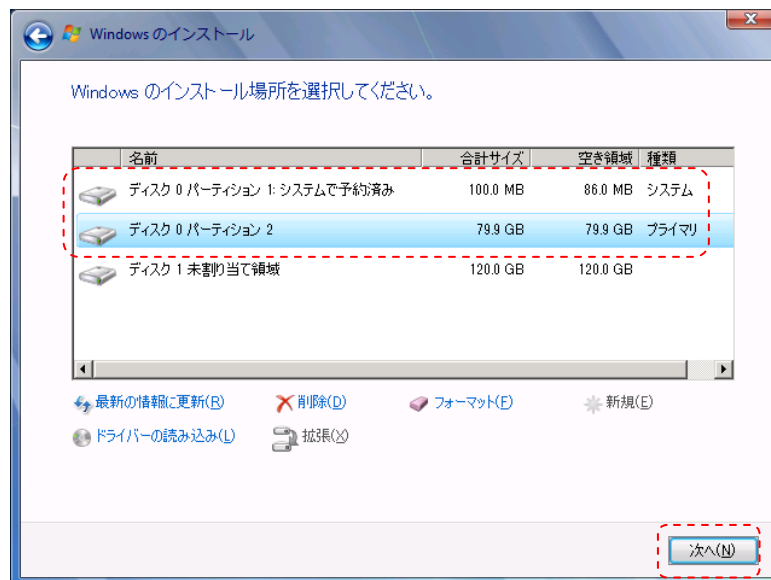 Windows のインストール
Windows のインストール場所を選択してください。
名前 合計サイズ 空き領域 種類
ディスク 0 パーティション 1: システムで予約済み 100.0 MB 86.0 MB システム
ディスク 0 パーティション 2 79.9 GB 79.9 GB プライマリ
ディスク 1 未割り当て領域 120.0 GB 120.0 GB
最新の情報に更新(R) 削除(D) フォーマット(F) 新規(E)
ドライバーの読み込み(L) 拡張(X)
次へ(N)